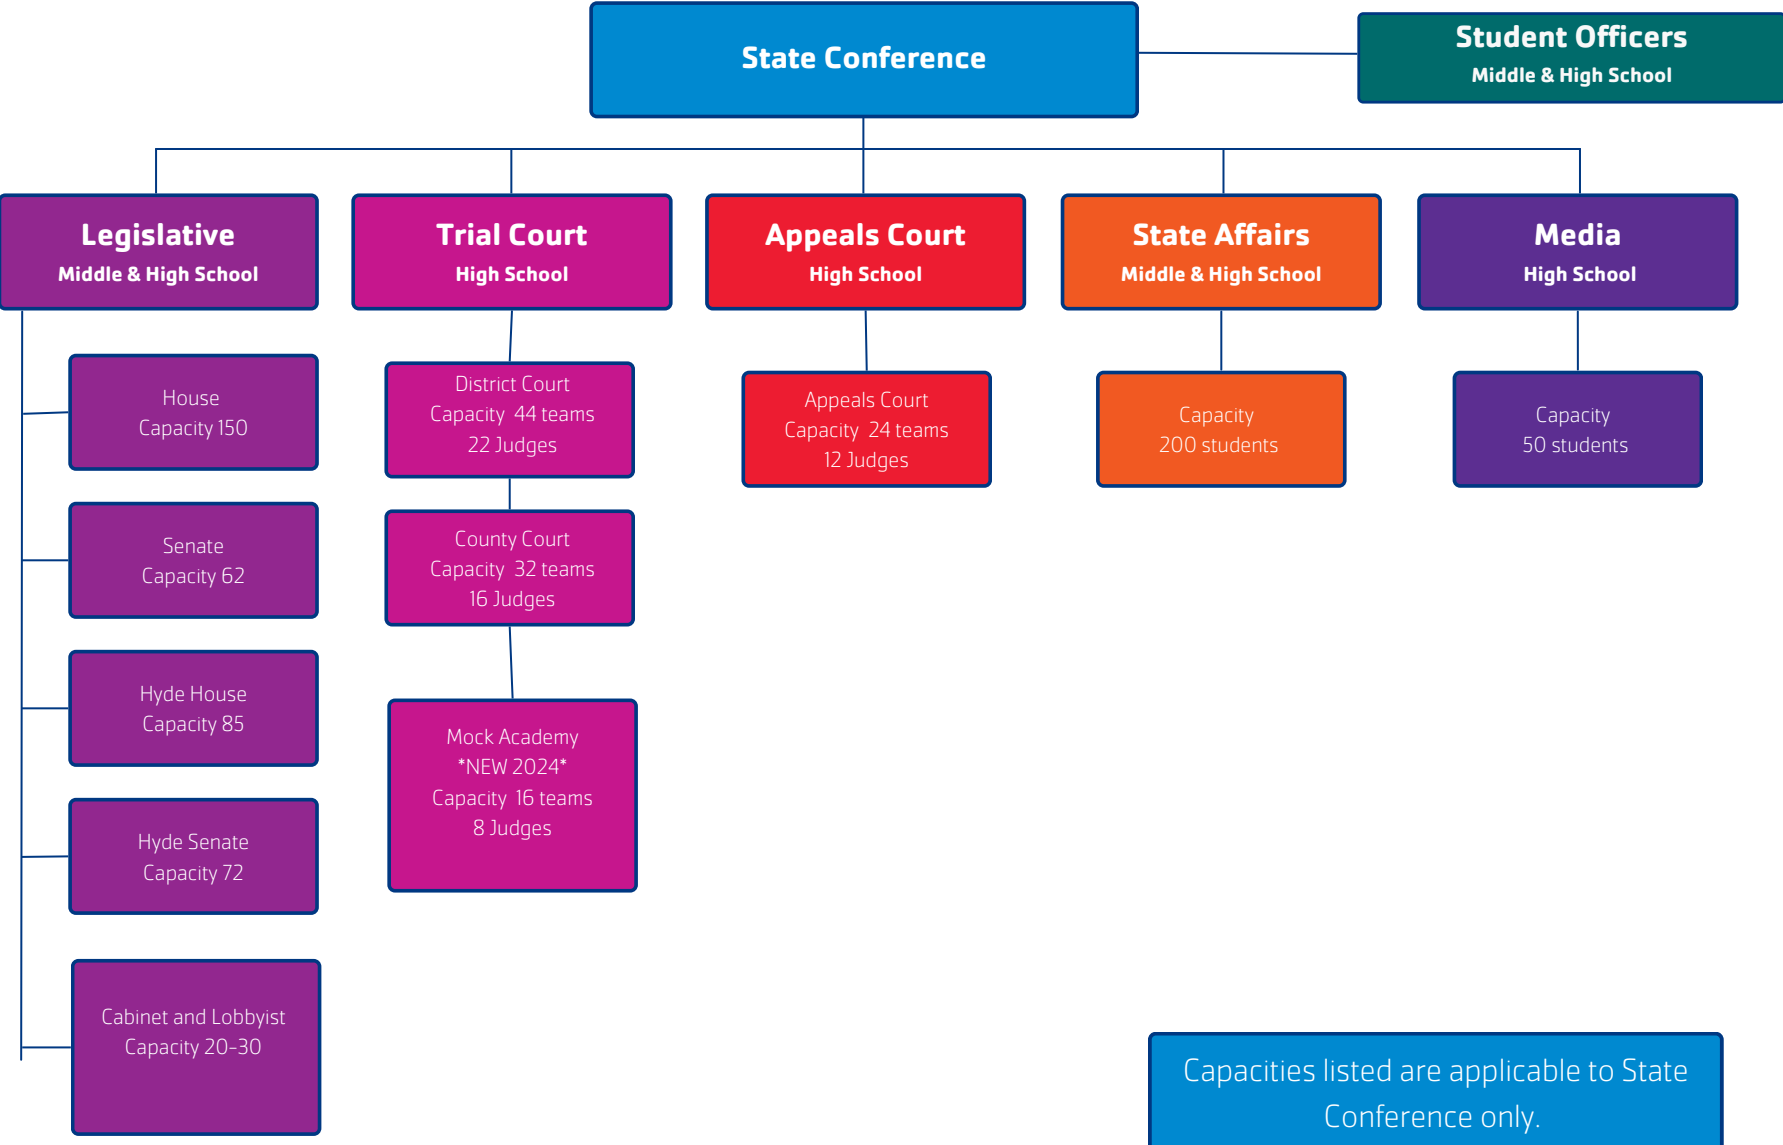 State Conference
Student Officers
Middle & High School
Legislative
Middle & High School
Trial Court
High School
Appeals Court
High School
State Affairs
Middle & High School
Media
High School
House
Capacity 150
Senate
Capacity 62
Hyde House
Capacity 85
Hyde Senate
Capacity 72
Cabinet and Lobbyist
Capacity 20-30
District Court
Capacity 44 teams
22 Judges
County Court
Capacity 32 teams
16 Judges
Mock Academy
*NEW 2024*
Capacity 16 teams
8 Judges
Appeals Court
Capacity 24 teams
12 Judges
Capacity
200 students
Capacity
50 students
Capacities listed are applicable to State
Conference only.